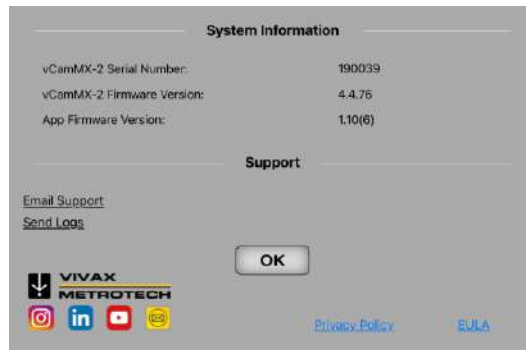 System Information
vCamMX-2 Serial Number: 190039
vCamMX-2 Firmware Version: 4.4.76
App Firmware Version: 1.10(6)
Support
Email Support
Send Logs
OK
VIVAX
METROTECH
in
Privacy Policy EULA